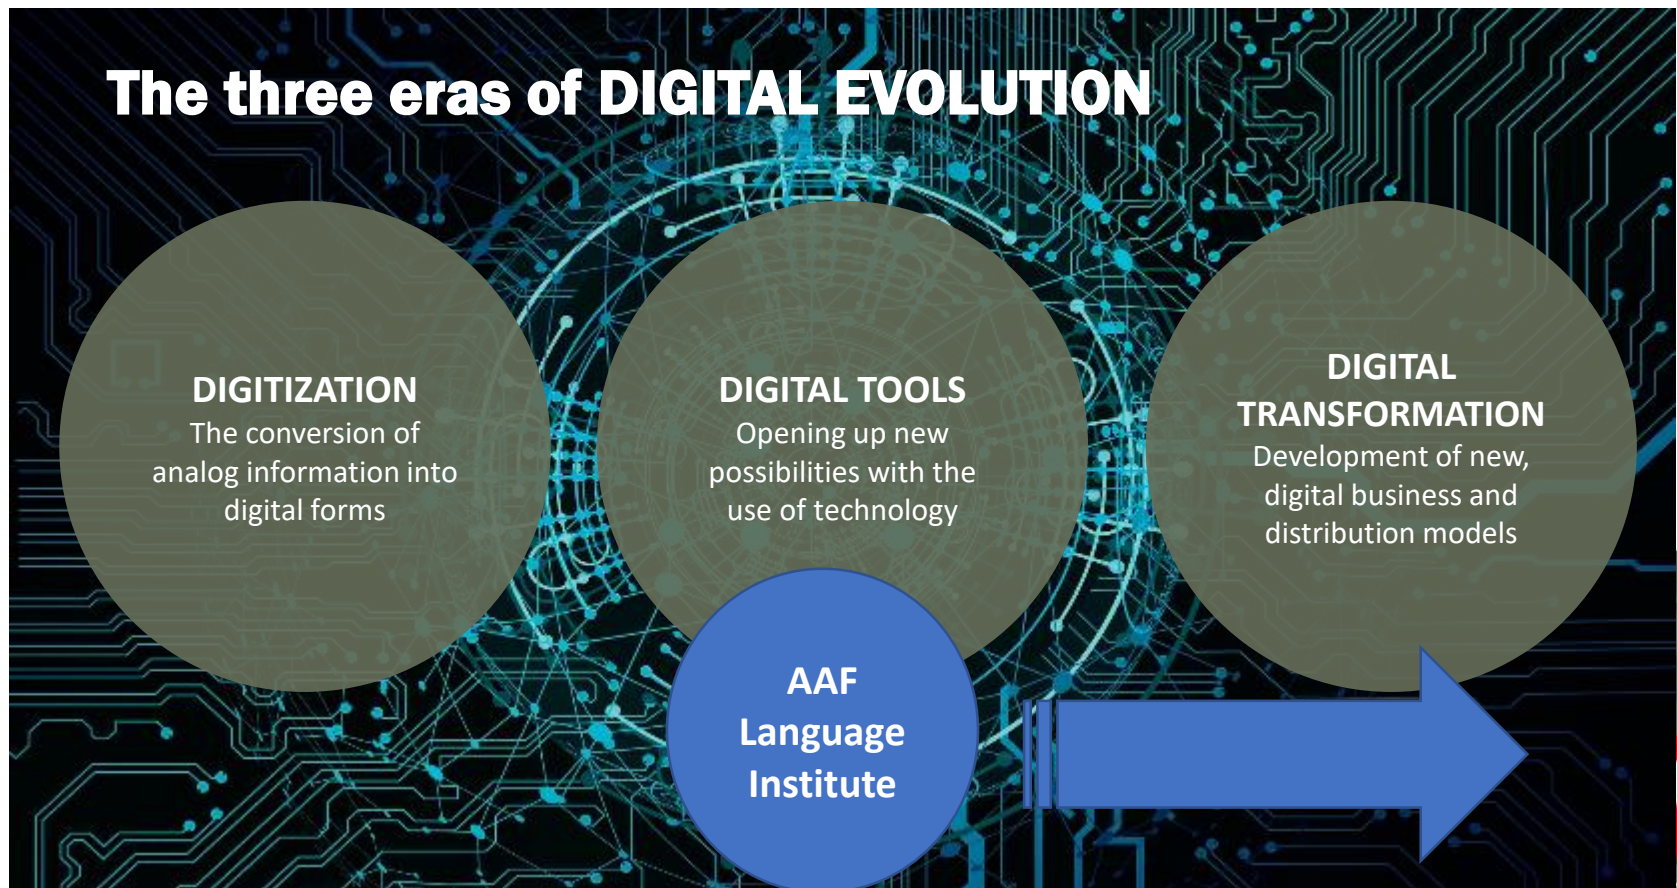 The three eras of DIGITAL EVOLUTION
DIGITIZATION
The conversion of
analog information into
digital forms
DIGITAL TOOLS
Opening up new
possibilities with the
use of technology
DIGITAL
TRANSFORMATION
Development of new,
digital business and
distribution models
AAF
Language
Institute